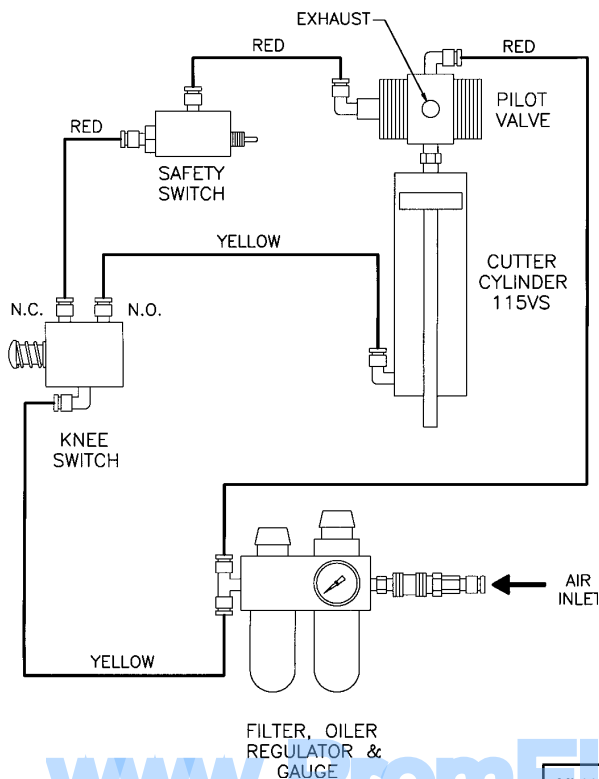 EXHAUST
RED
RED
PILOT
VALVE
RED
SAFETY
SWITCH
YELLOW
CUTTER
CYLINDER
115VS
N.C.
N.O.
KNEE
SWITCH
AIR
INLET
YELLOW
FILTER, OILER
REGULATOR &
GAUGE